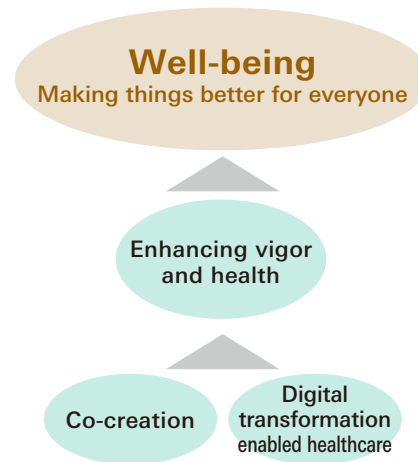 Well-being
Making things better for everyone
Enhancing vigor
and health
Co-creation
Digital
transformation
enabled healthcare